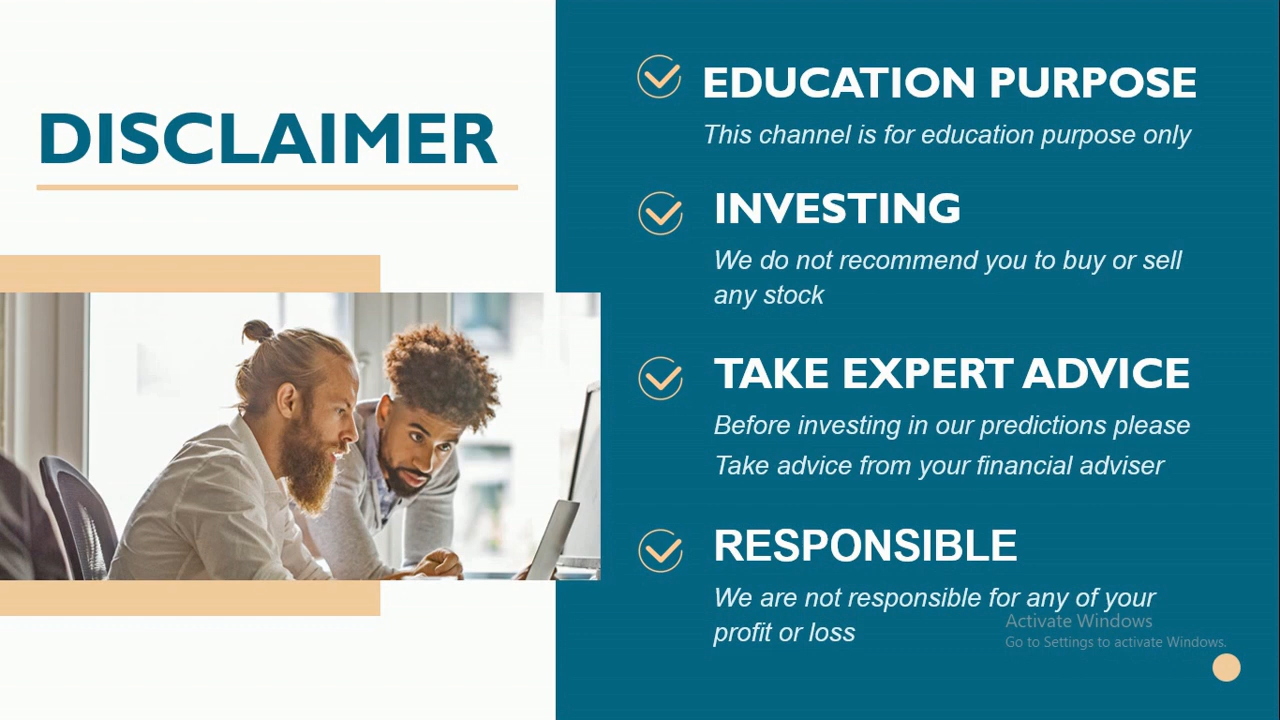 DISCLAIMER
EDUCATION PURPOSE
This channel is for education purpose only
INVESTING
We do not recommend you to buy or sell
any stock
TAKE EXPERT ADVICE
Before investing in our predictions please
Take advice from your financial adviser
RESPONSIBLE
We are not responsible for any of your
profit or loss
Activate Windows
Go to Settings to activate Windows.